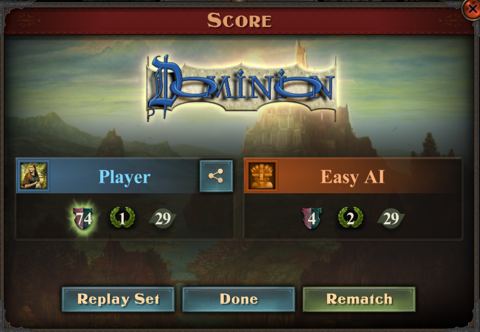 Score
Dominion
Player
Easy AI
74 1 29
4 2 29
Replay Set
Done
Rematch